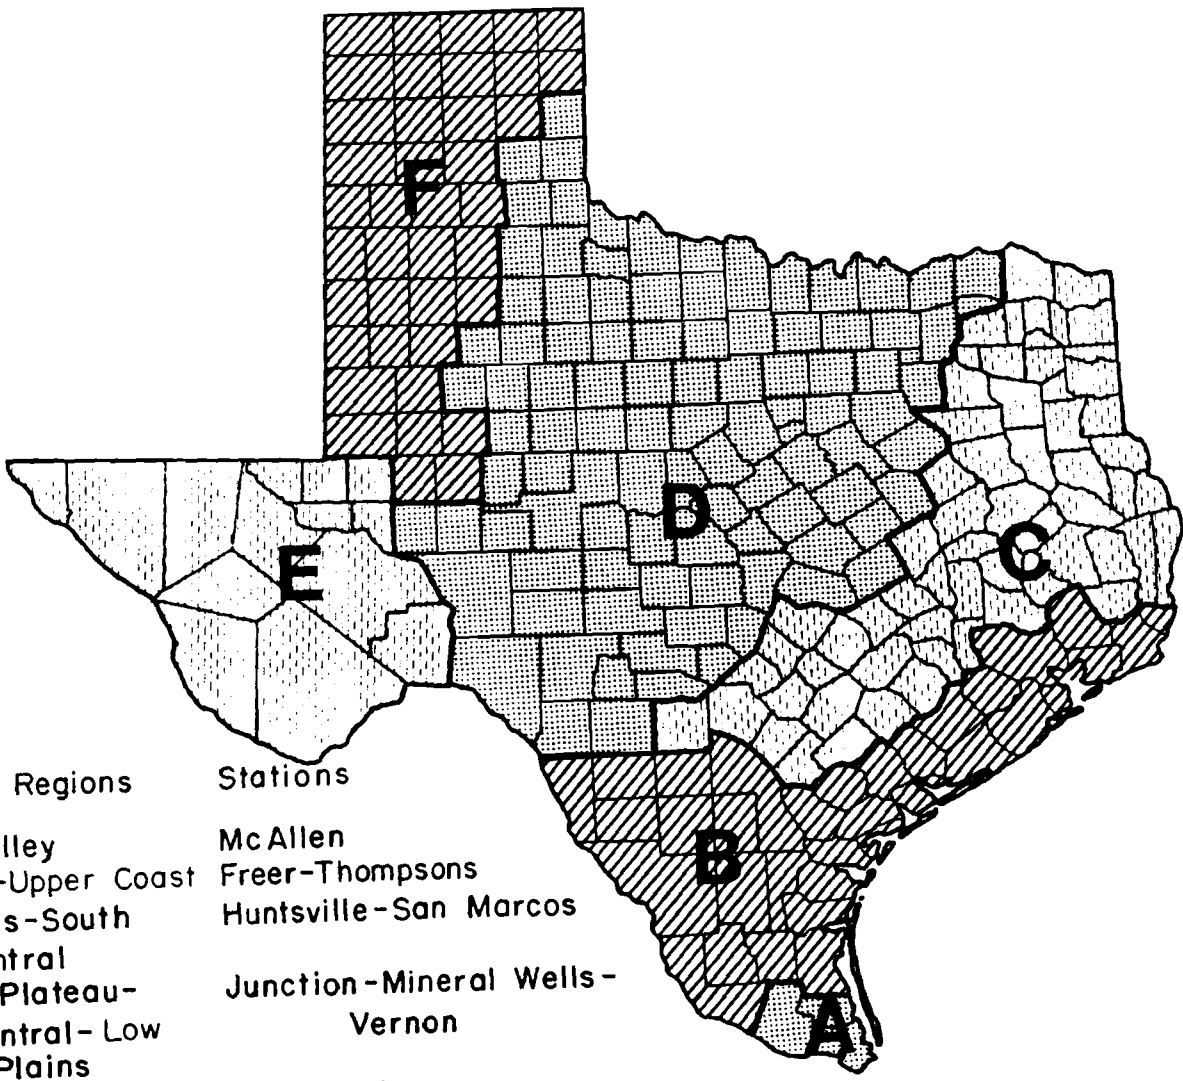 F
D
E
C
Regions Stations
lley McAllen
-Upper Coast Freer-Thompsons
s-South Huntsville-San Marcos
ntral
Plateau- Junction-Mineral Wells-
ntral-Low Vernon
Plains
B
A